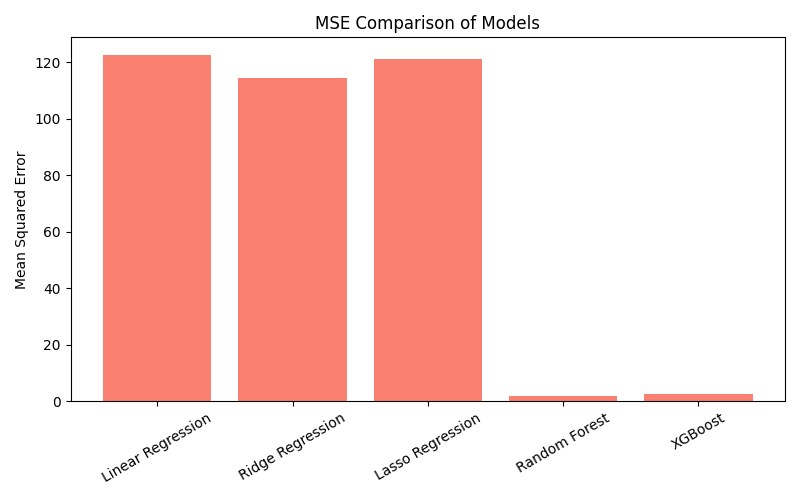 MSE Comparison of Models
Mean Squared Error
120
100
80
60
40
20
0
Linear Regression
Ridge Regression
Lasso Regression
Random Forest
XGBoost